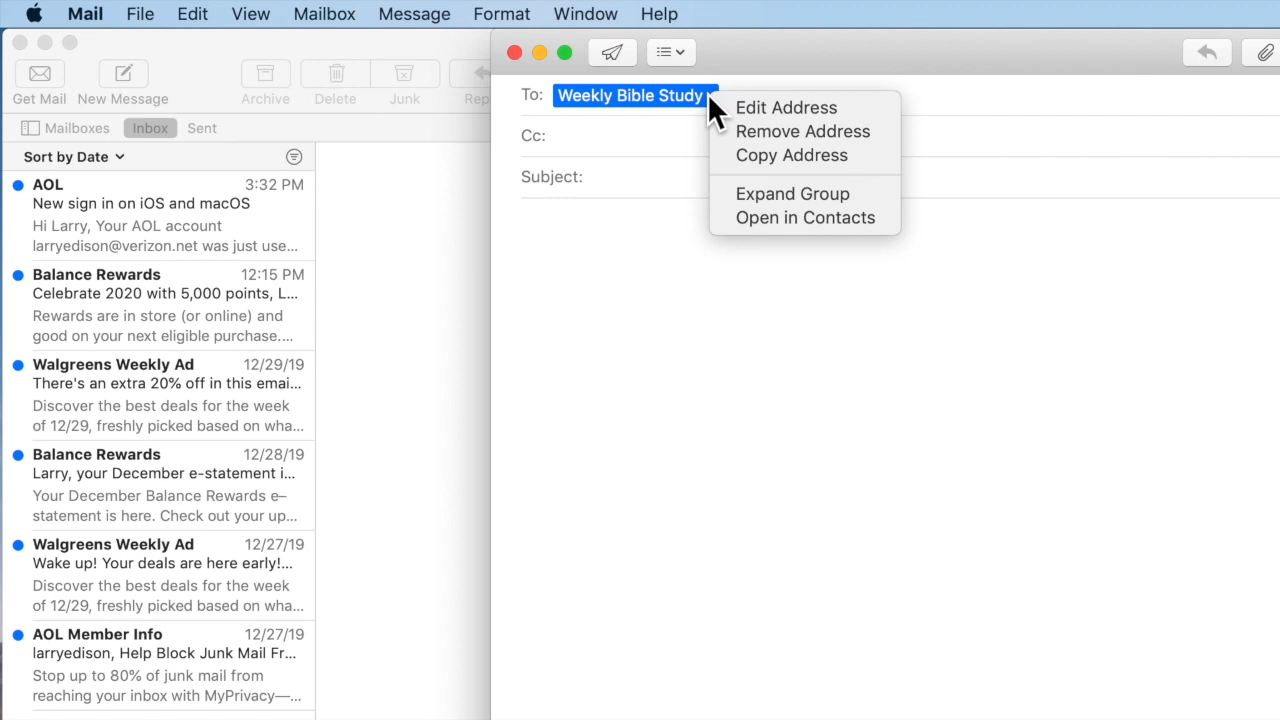 Mail File Edit View Mailbox Message Format Window Help
Get Mail New Message Archive Delete Junk
Mailboxes Inbox Sent
Sort by Date
AOL 3:32 PM
New sign in on iOS and macOS
Hi Larry, Your AOL account
larryedison@verizon.net was just use...
Balance Rewards 12:15 PM
Celebrate 2020 with 5,000 points, L...
Rewards are in store (or online) and
good on your next eligible purchase....
Walgreens Weekly Ad 12/29/19
There's an extra 20% off in this emai...
Discover the best deals for the week
of 12/29, freshly picked based on wha...
Balance Rewards 12/28/19
Larry, your December e-statement i...
Your December Balance Rewards e-
statement is here. Check out your up...
Walgreens Weekly Ad 12/27/19
Wake up! Your deals are here early!...
Discover the best deals for the week
of 12/29, freshly picked based on wha...
AOL Member Info 12/27/19
larryedison, Help Block Junk Mail Fr...
Stop up to 80% of junk mail from
reaching your inbox with MyPrivacy—...
To: Weekly Bible Study
Cc:
Subject:
Edit Address
Remove Address
Copy Address
Expand Group
Open in Contacts